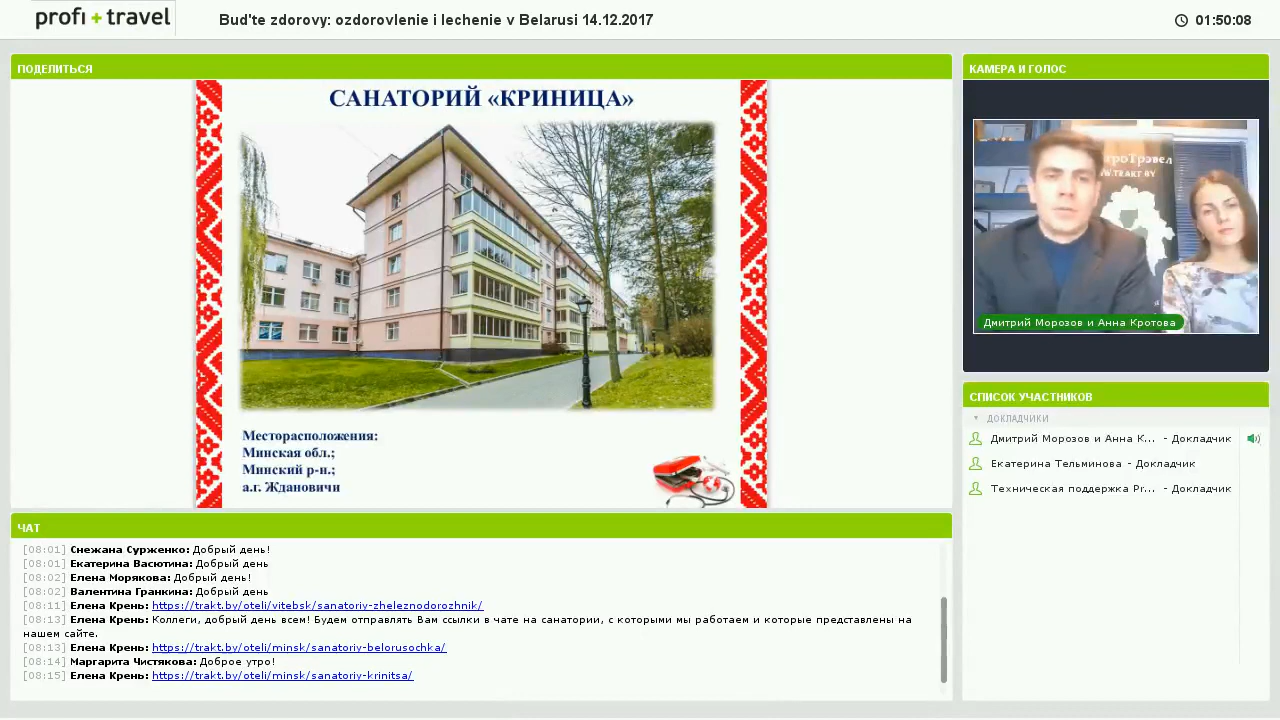 profi + travel
Bud'te zdorovy: ozdorovlenie i lechenie v Belarusi 14.12.2017
01:50:08
ПОДЕЛИТЬСЯ
САНАТОРИЙ «КРИНИЦА»
Месторасположения:
Минская обл.;
Минский р-н.;
а.г. Ждановичи
КАМЕРА И ГОЛОС
WW.TRAKT.BY
Дмитрий Морозов и Анна Кротова
СПИСОК УЧАСТНИКОВ
ДОКЛАДЧИКИ
Дмитрий Морозов и Анна К... - Докладчик
Екатерина Тельминова - Докладчик
Техническая поддержка Pr... - Докладчик
ЧАТ
[08:01] Снежана Сурженко: Добрый день!
[08:01] Екатерина Васютина: Добрый день
[08:02] Елена Морякова: Добрый день!
[08:02] Валентина Гранкина: Добрый день
[08:11] Елена Крень: https://trakt.by/oteli/vitebsk/sanatoriy-zheleznodorozhnik/
[08:13] Елена Крень: Коллеги, добрый день всем! Будем отправлять Вам ссылки в чате на санатории, с которыми мы работаем и которые представлены на
нашем сайте.
[08:13] Елена Крень: https://trakt.by/oteli/minsk/sanatoriy-belorusochka/
[08:14] Маргарита Чистякова: Доброе утро!
[08:15] Елена Крень: https://trakt.by/oteli/minsk/sanatoriy-krinitsa/